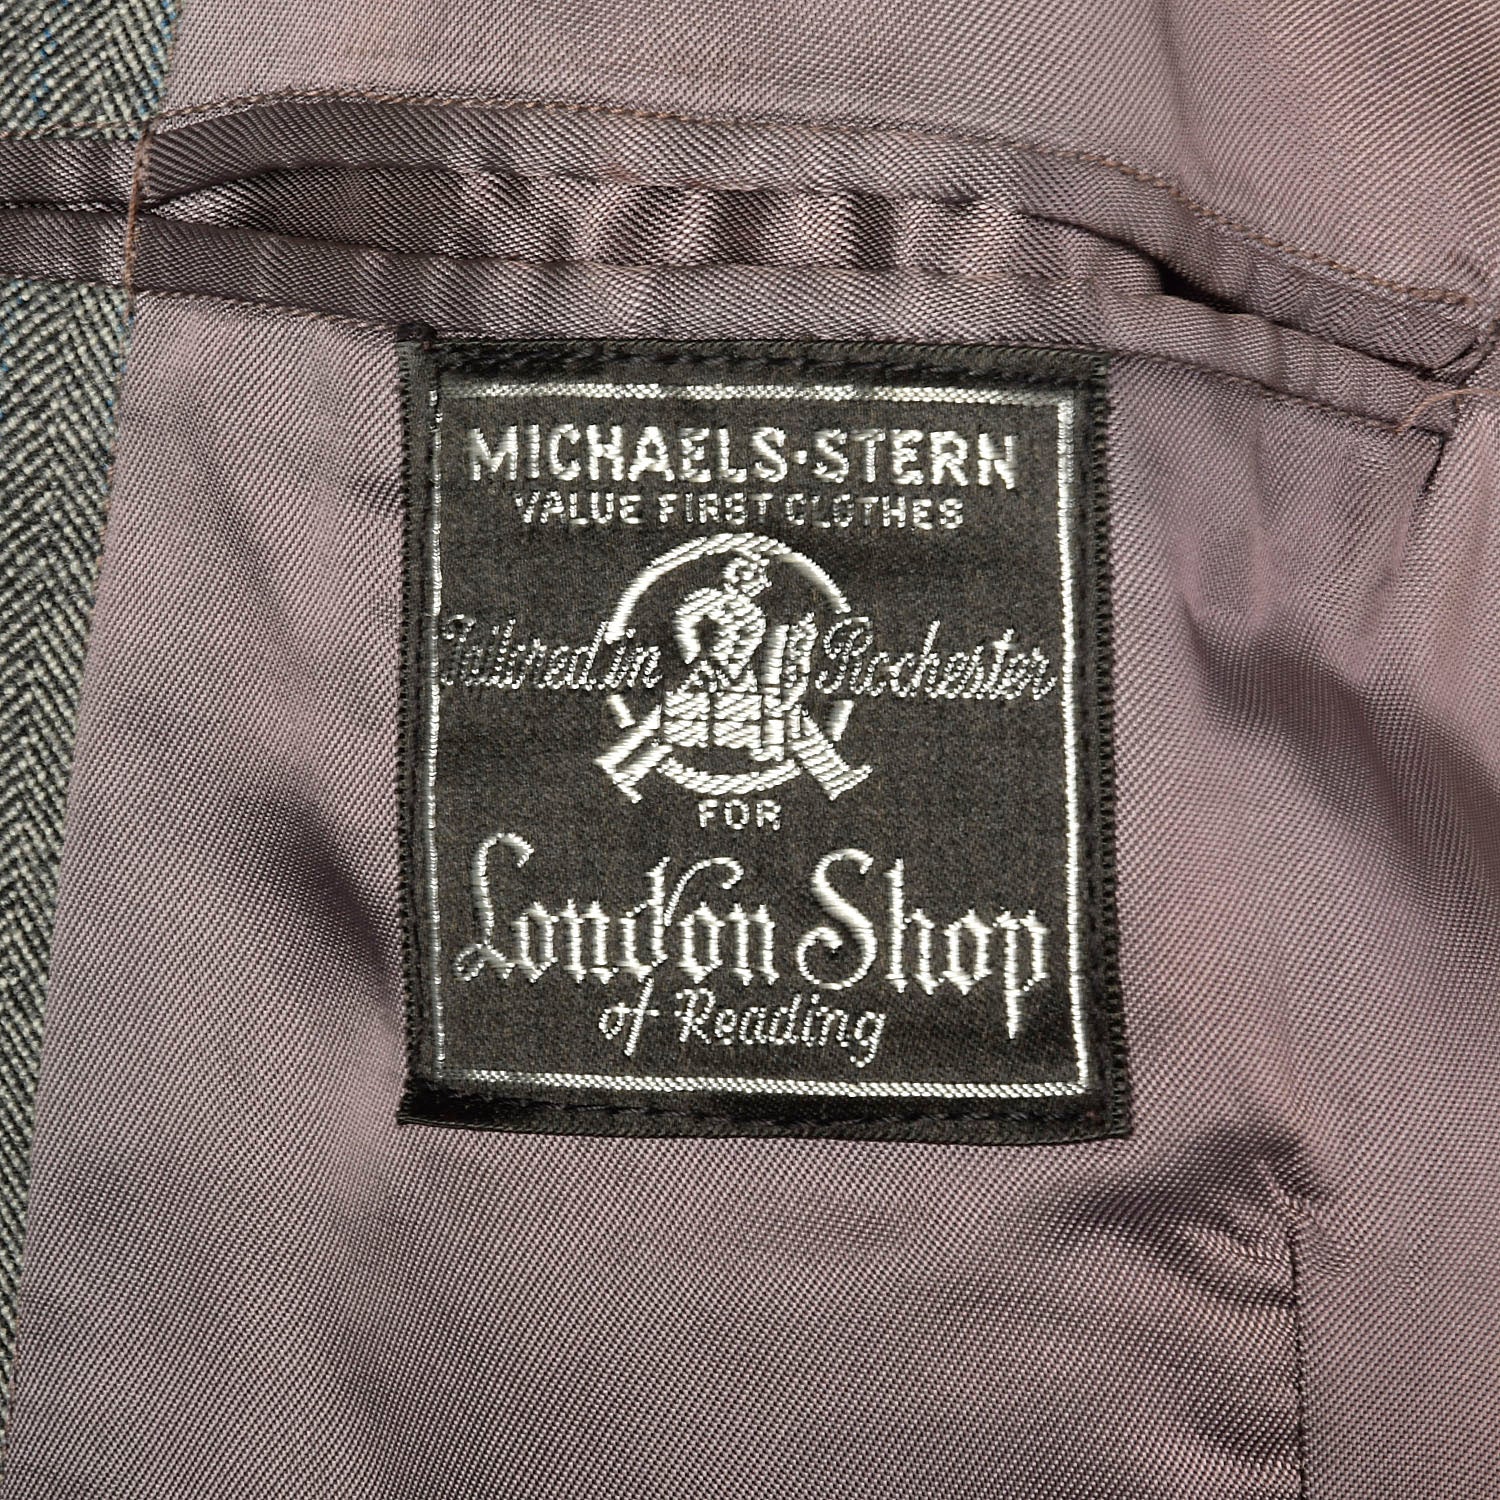 MICHAELS·STERN
VALUE FIRST CLOTHES
Tailored in Rochester
FOR
London Shop
of Reading